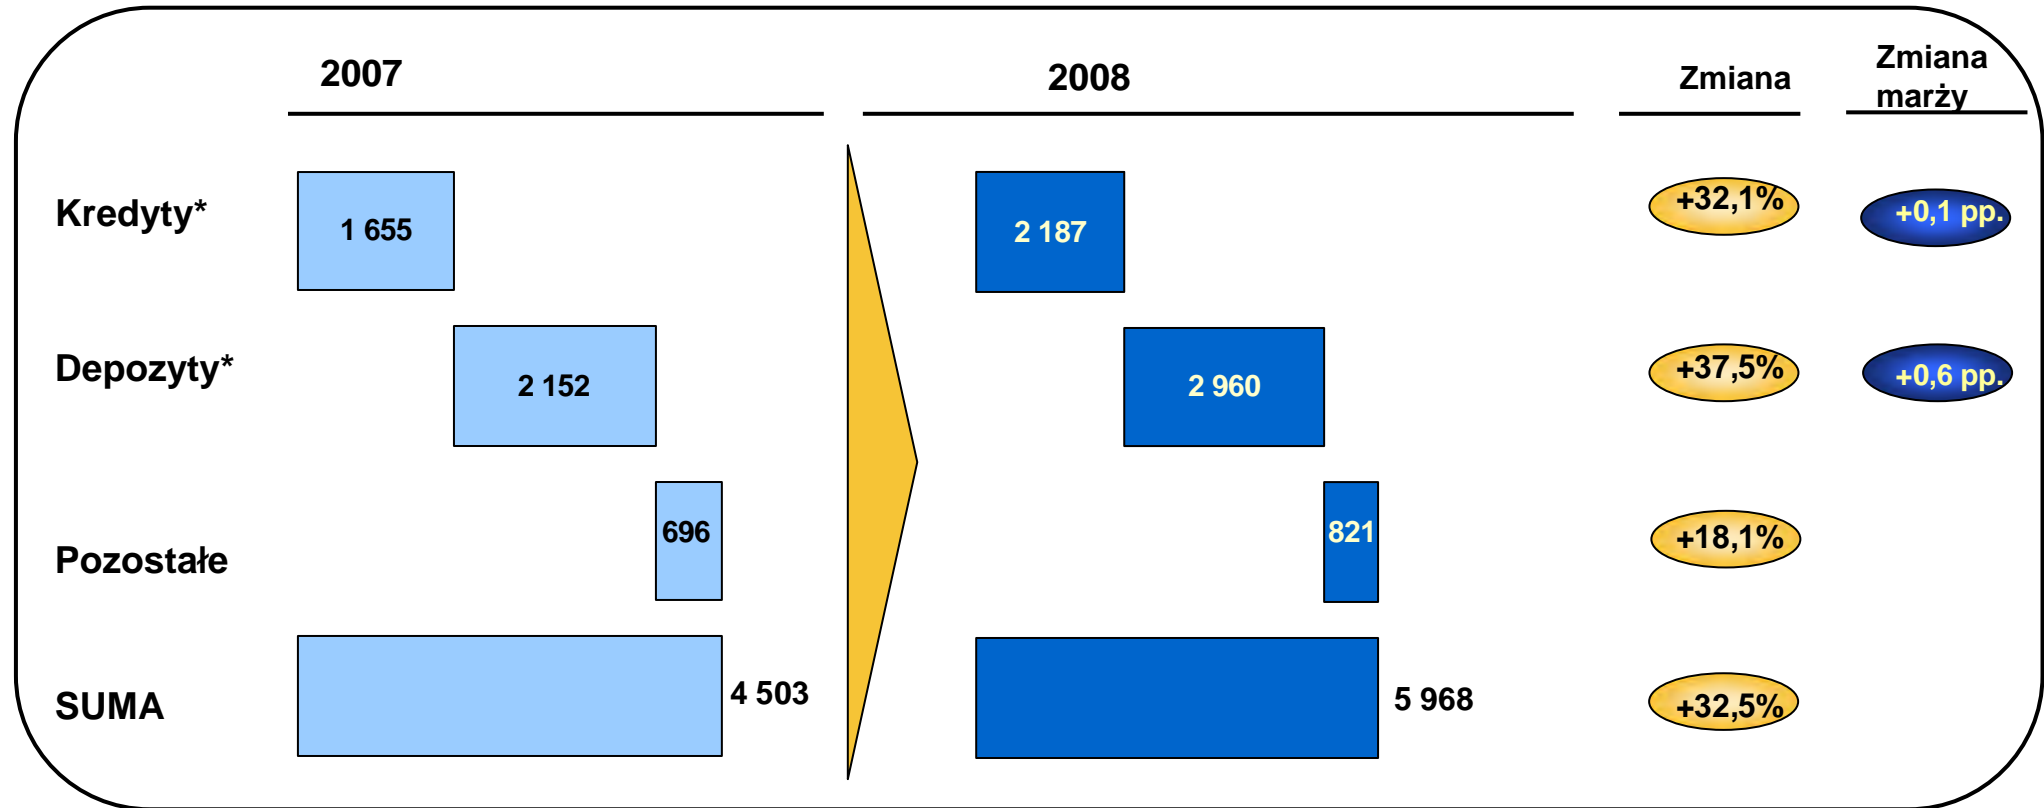 2007
2008
Zmiana
Zmiana
marży
Kredyty*
1 655
2 187
+32,1%
+0,1 pp.
Depozyty*
2 152
2 960
+37,5%
+0,6 pp.
Pozostałe
696
821
+18,1%
SUMA
4 503
5 968
+32,5%